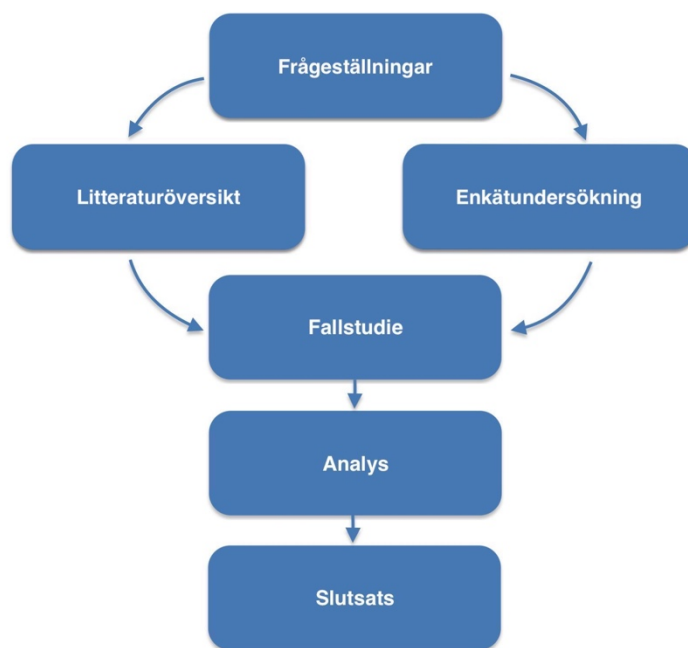 Frågeställningar
Litteraturöversikt
Enkätundersökning
Fallstudie
Analys
Slutsats